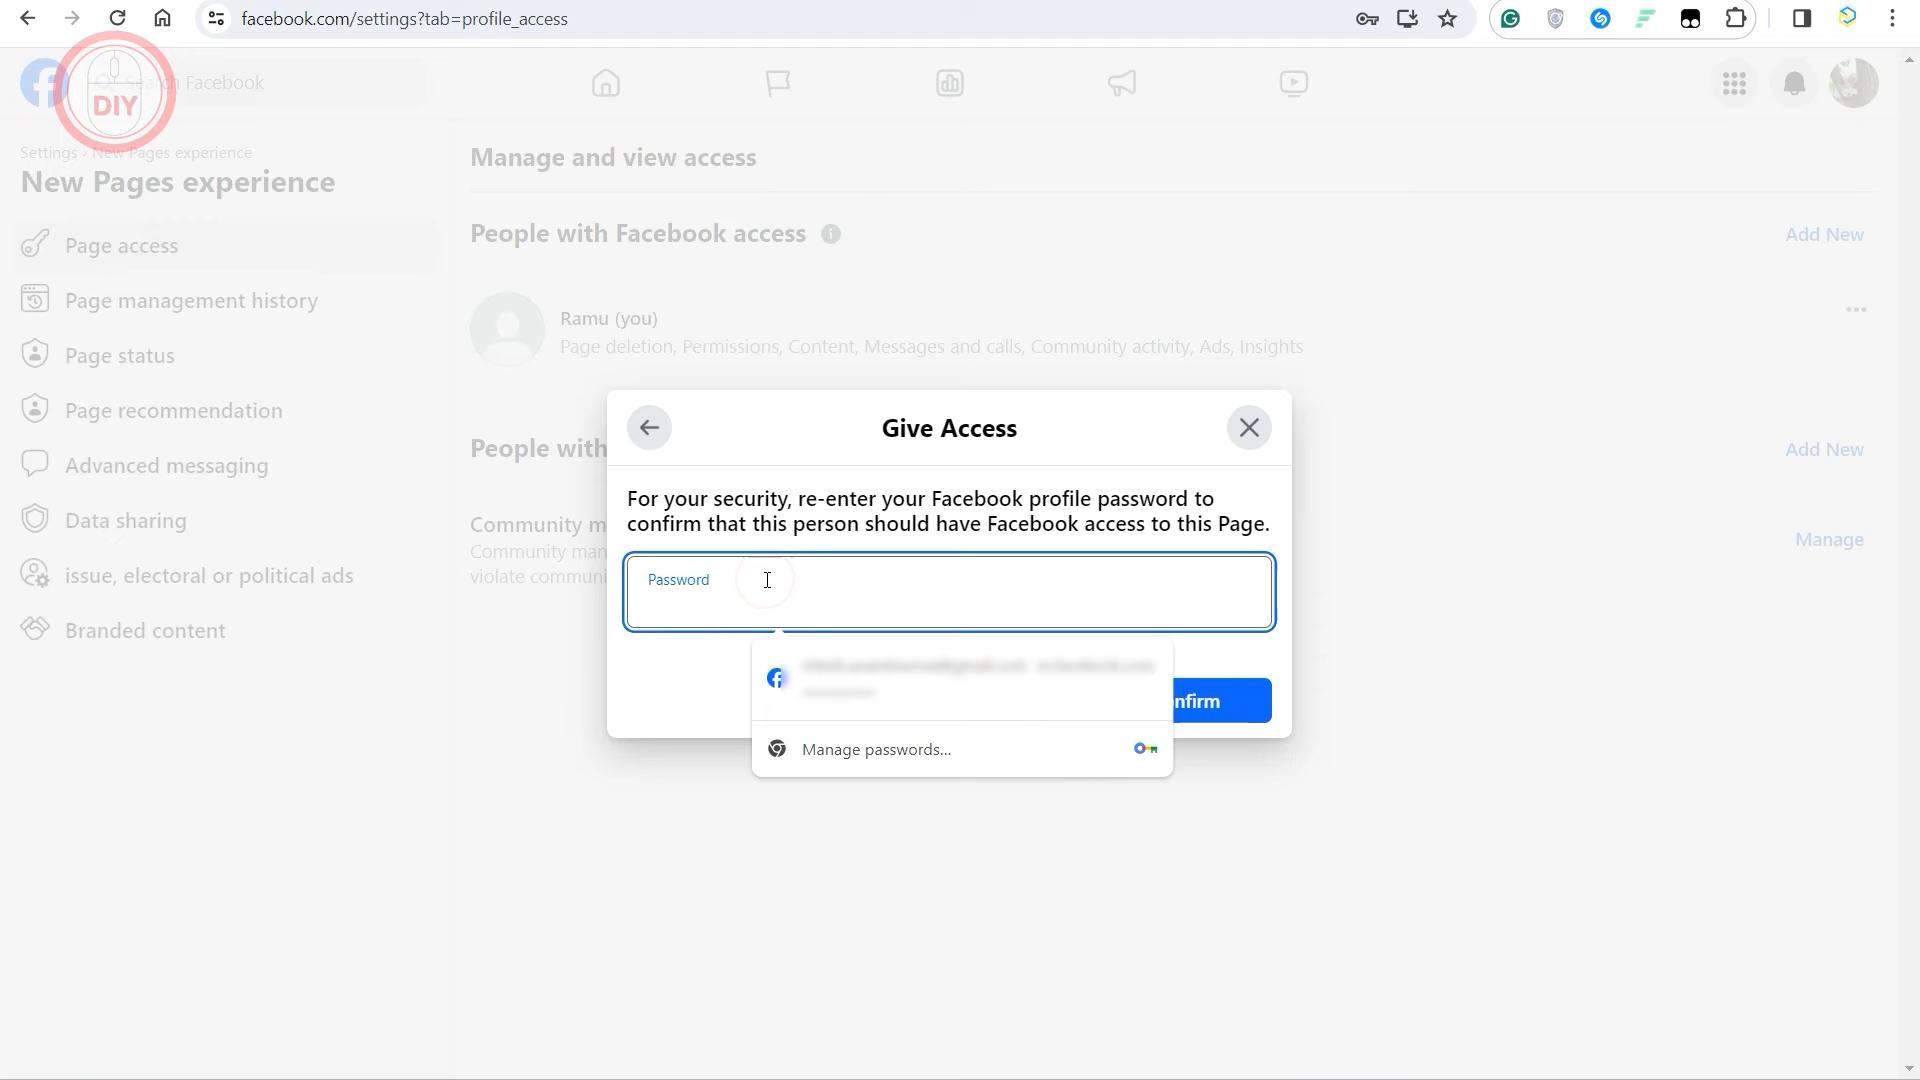 facebook.com/settings?tab=profile_access
Search Facebook
DIY
Settings › New Pages experience
New Pages experience
Page access
Page management history
Page status
Page recommendation
Advanced messaging
Data sharing
issue, electoral or political ads
Branded content
Manage and view access
People with Facebook access
Add New
Ramu (you)
Page deletion, Permissions, Content, Messages and calls, Community activity, Ads, Insights
People with
Add New
Community m
Community man
violate communi
Manage
Give Access
For your security, re-enter your Facebook profile password to
confirm that this person should have Facebook access to this Page.
Password
nfirm
Manage passwords...